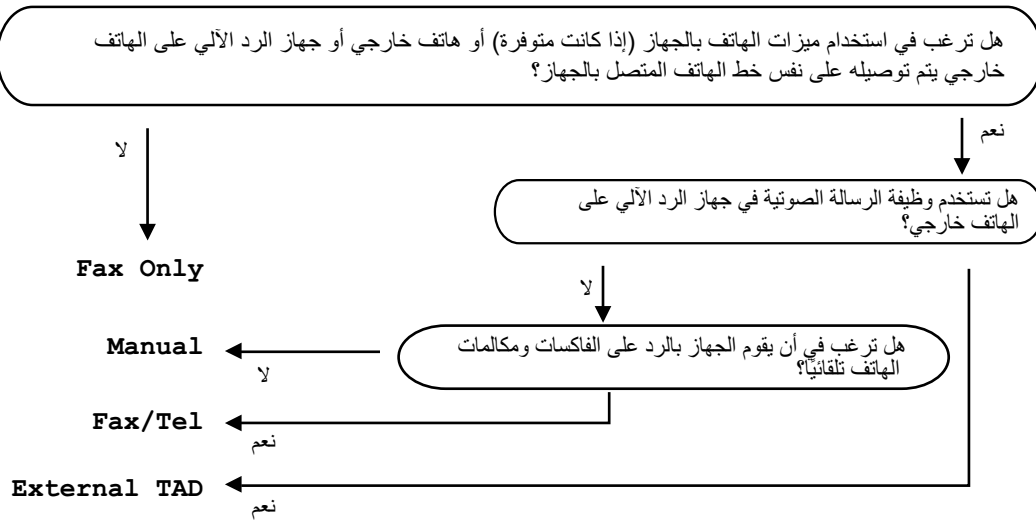 هل ترغب في استخدام ميزات الهاتف بالجهاز (إذا كانت متوفرة) أو هاتف خارجي أو جهاز الرد الآلي على الهاتف
خارجي يتم توصيله على نفس خط الهاتف المتصل بالجهاز؟
نعم
لا
هل تستخدم وظيفة الرسالة الصوتية في جهاز الرد الآلي على
الهاتف خارجي؟
Fax Only
لا
هل ترغب في أن يقوم الجهاز بالرد على الفاكسات ومكالمات
الهاتف تلقائيًا؟
Manual
لا
Fax/Tel
نعم
External TAD
نعم